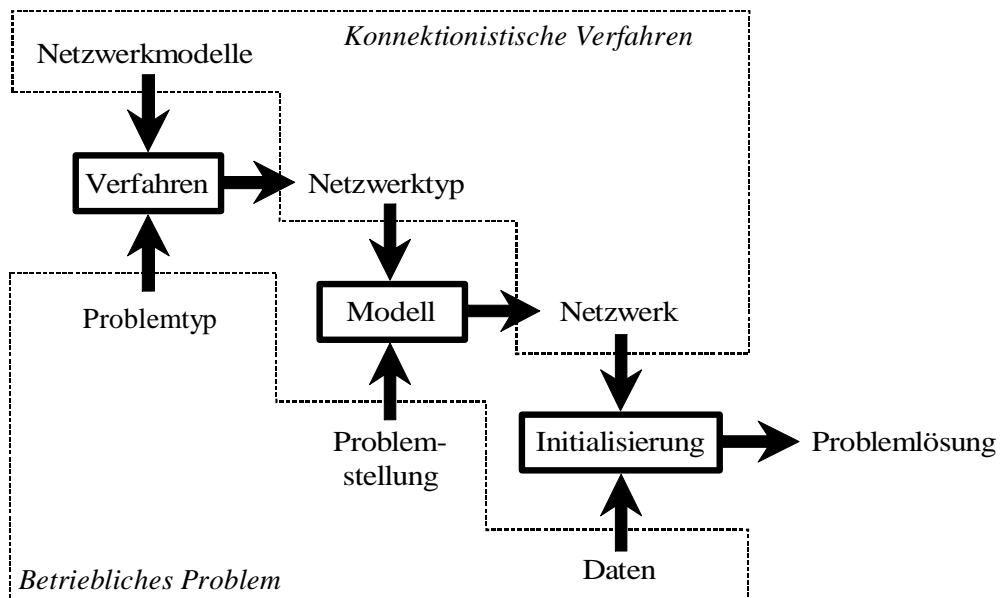 Konnektionistische Verfahren
Netzwerkmodelle
Verfahren
Netzwerktyp
Problemtyp
Modell
Netzwerk
Problem-
stellung
Initialisierung
Problemlösung
Daten
Betriebliches Problem